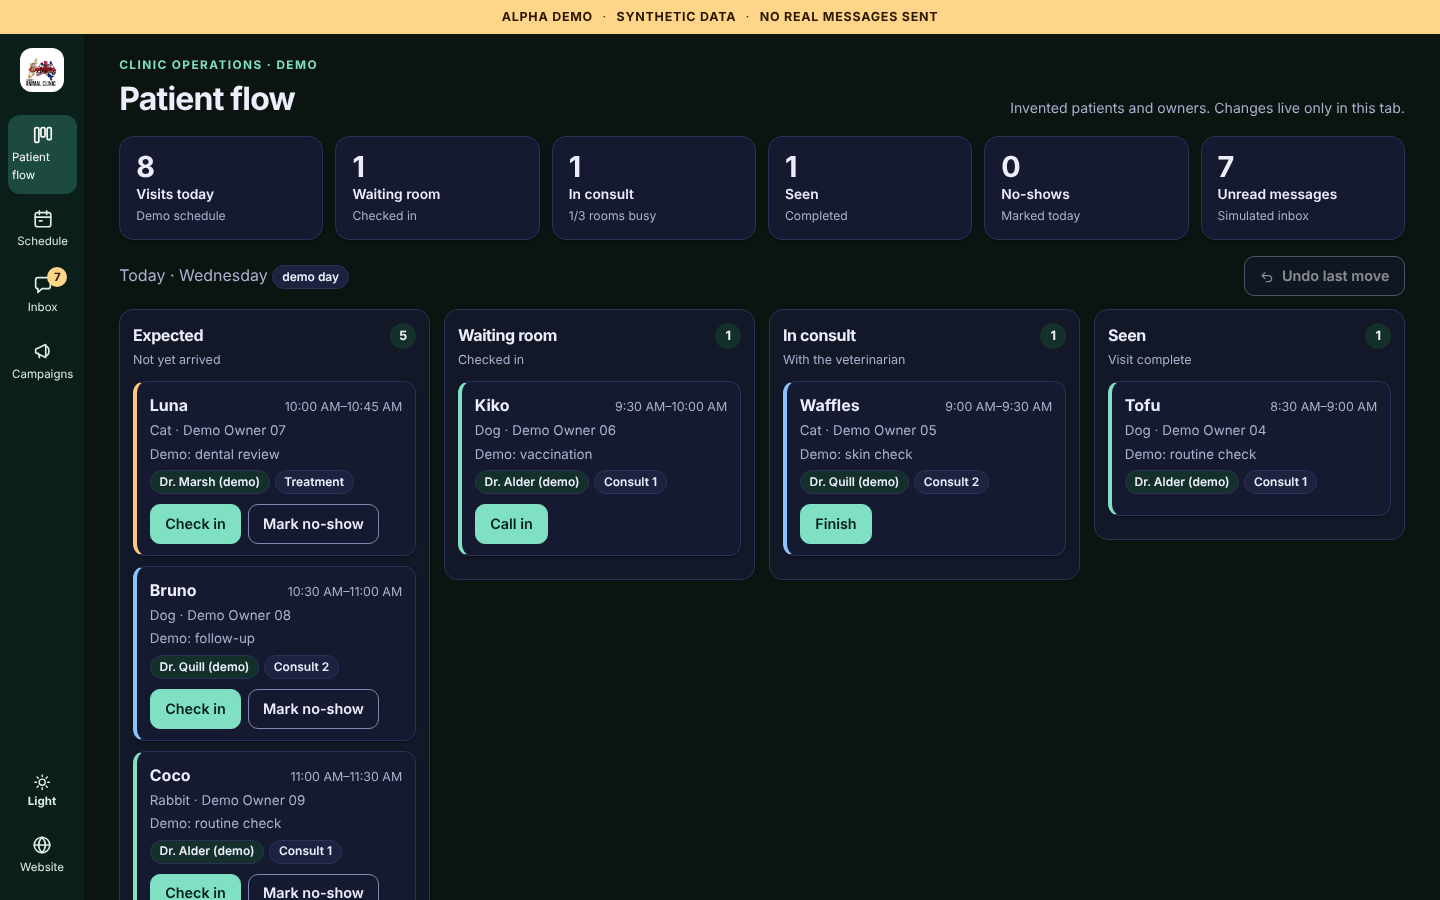 ALPHA DEMO · SYNTHETIC DATA · NO REAL MESSAGES SENT
ANIMAL CLINIC
Patient flow
Schedule
7
Inbox
Campaigns
Light
Website
CLINIC OPERATIONS · DEMO
Patient flow
Invented patients and owners. Changes live only in this tab.
8
Visits today
Demo schedule
1
Waiting room
Checked in
1
In consult
1/3 rooms busy
1
Seen
Completed
0
No-shows
Marked today
7
Unread messages
Simulated inbox
Today · Wednesday demo day
Undo last move
Expected 5
Not yet arrived
Luna 10:00 AM–10:45 AM
Cat · Demo Owner 07
Demo: dental review
Dr. Marsh (demo) Treatment
Check in Mark no-show
Bruno 10:30 AM–11:00 AM
Dog · Demo Owner 08
Demo: follow-up
Dr. Quill (demo) Consult 2
Check in Mark no-show
Coco 11:00 AM–11:30 AM
Rabbit · Demo Owner 09
Demo: routine check
Dr. Alder (demo) Consult 1
Check in Mark no-show
Waiting room 1
Checked in
Kiko 9:30 AM–10:00 AM
Dog · Demo Owner 06
Demo: vaccination
Dr. Alder (demo) Consult 1
Call in
In consult 1
With the veterinarian
Waffles 9:00 AM–9:30 AM
Cat · Demo Owner 05
Demo: skin check
Dr. Quill (demo) Consult 2
Finish
Seen 1
Visit complete
Tofu 8:30 AM–9:00 AM
Dog · Demo Owner 04
Demo: routine check
Dr. Alder (demo) Consult 1